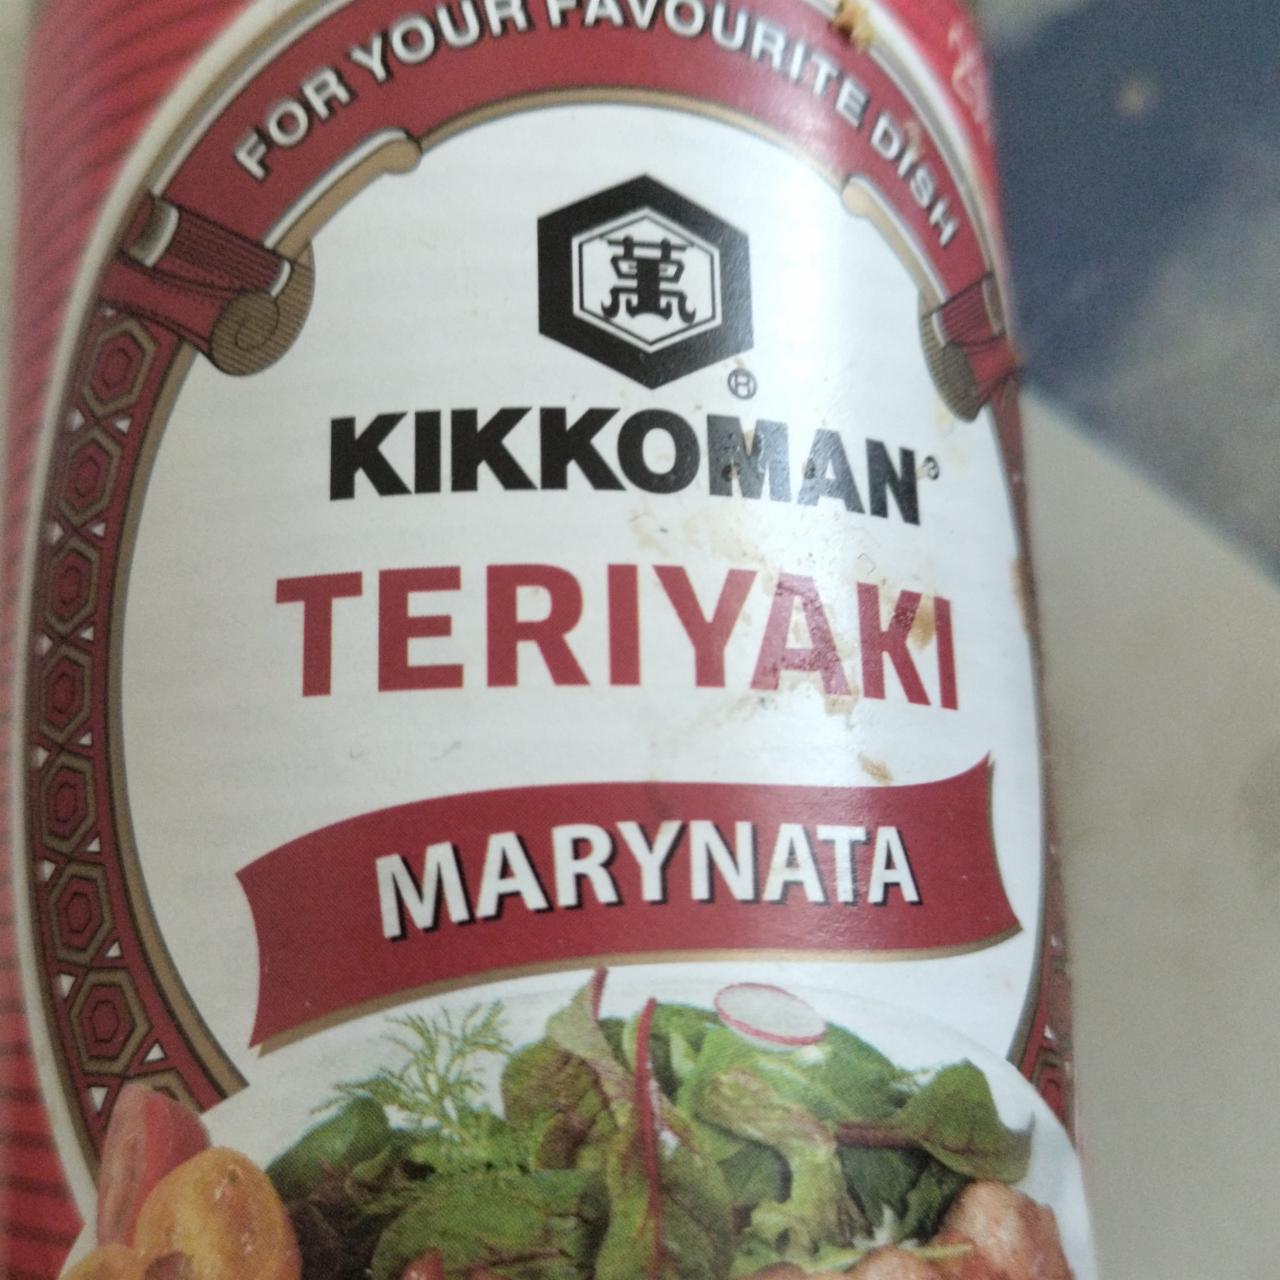 FOR YOUR FAVOURITE DISH
萬
®
KIKKOMAN®
TERIYAKI
MARYNATA